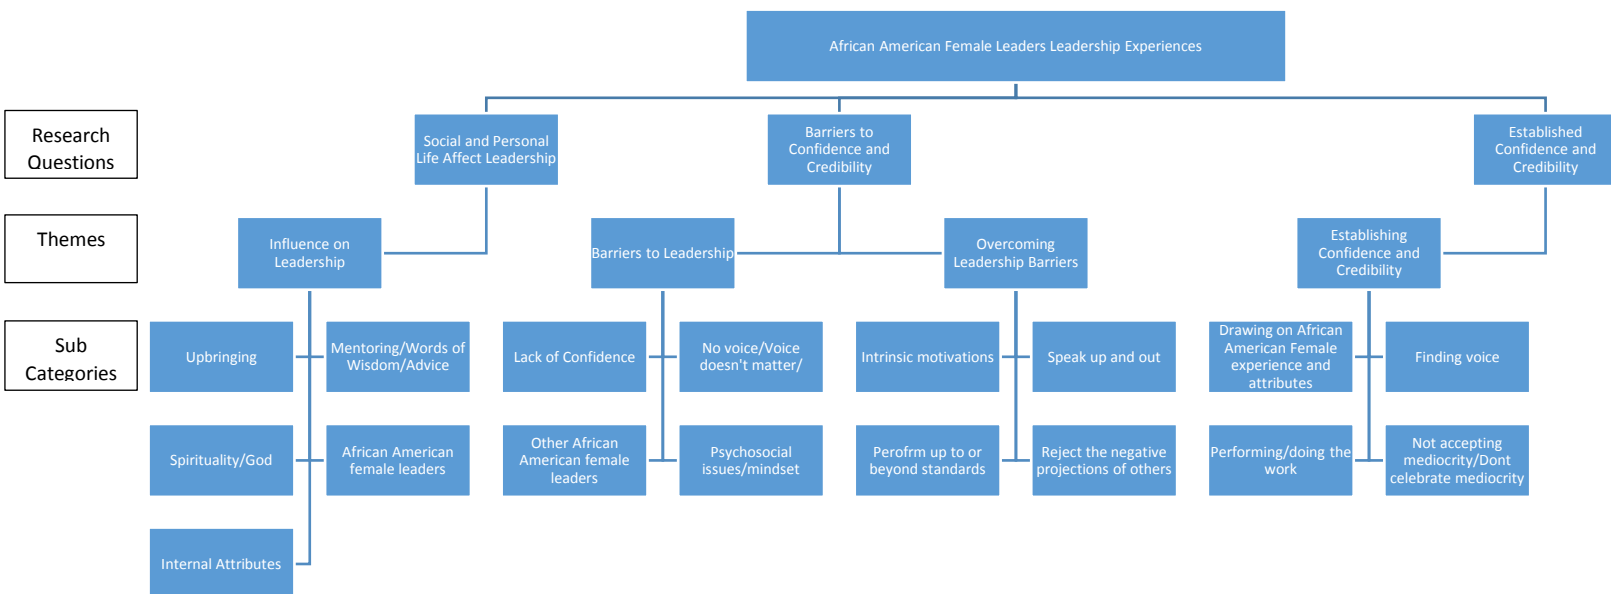 African American Female Leaders Leadership Experiences
Research
Questions
Social and Personal
Life Affect Leadership
Barriers to
Confidence and
Credibility
Established
Confidence and
Credibility
Themes
Influence on
Leadership
Barriers to Leadership
Overcoming
Leadership Barriers
Establishing
Confidence and
Credibility
Sub
Categories
Upbringing
Mentoring/Words of
Wisdom/Advice
Lack of Confidence
No voice/Voice
doesn't matter/
Intrinsic motivations
Speak up and out
Drawing on African
American Female
experience and
attributes
Finding voice
Spirituality/God
African American
female leaders
Other African
American female
leaders
Psychosocial
issues/mindset
Perofrm up to or
beyond standards
Reject the negative
projections of others
Performing/doing the
work
Not accepting
mediocrity/Dont
celebrate mediocrity
Internal Attributes